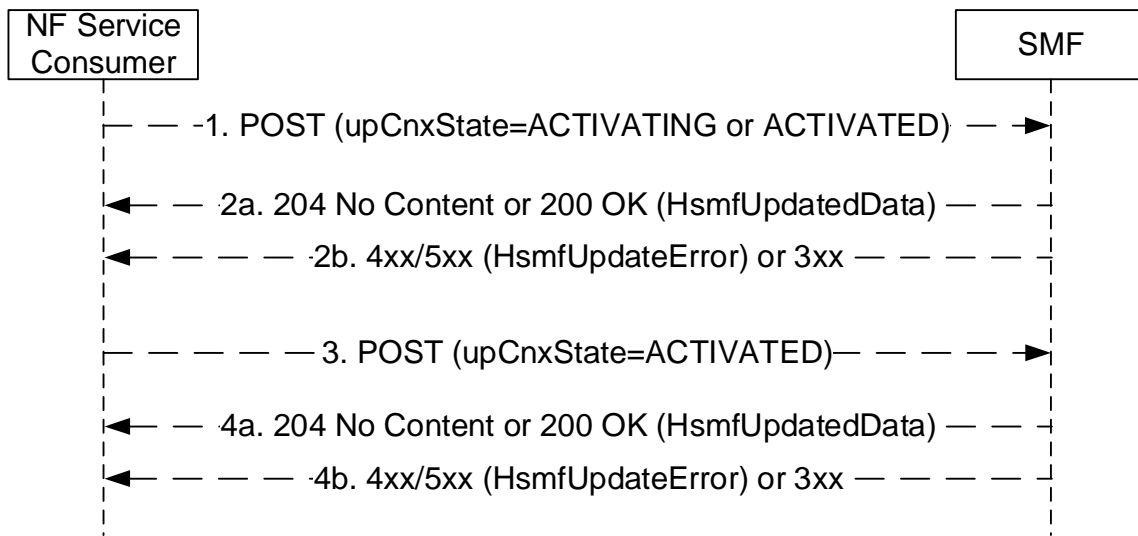 NF Service
Consumer
SMF
1. POST (upCnxState=ACTIVATING or ACTIVATED)
2a. 204 No Content or 200 OK (HsmfUpdatedData)
2b. 4xx/5xx (HsmfUpdateError) or 3xx
3. POST (upCnxState=ACTIVATED)
4a. 204 No Content or 200 OK (HsmfUpdatedData)
4b. 4xx/5xx (HsmfUpdateError) or 3xx